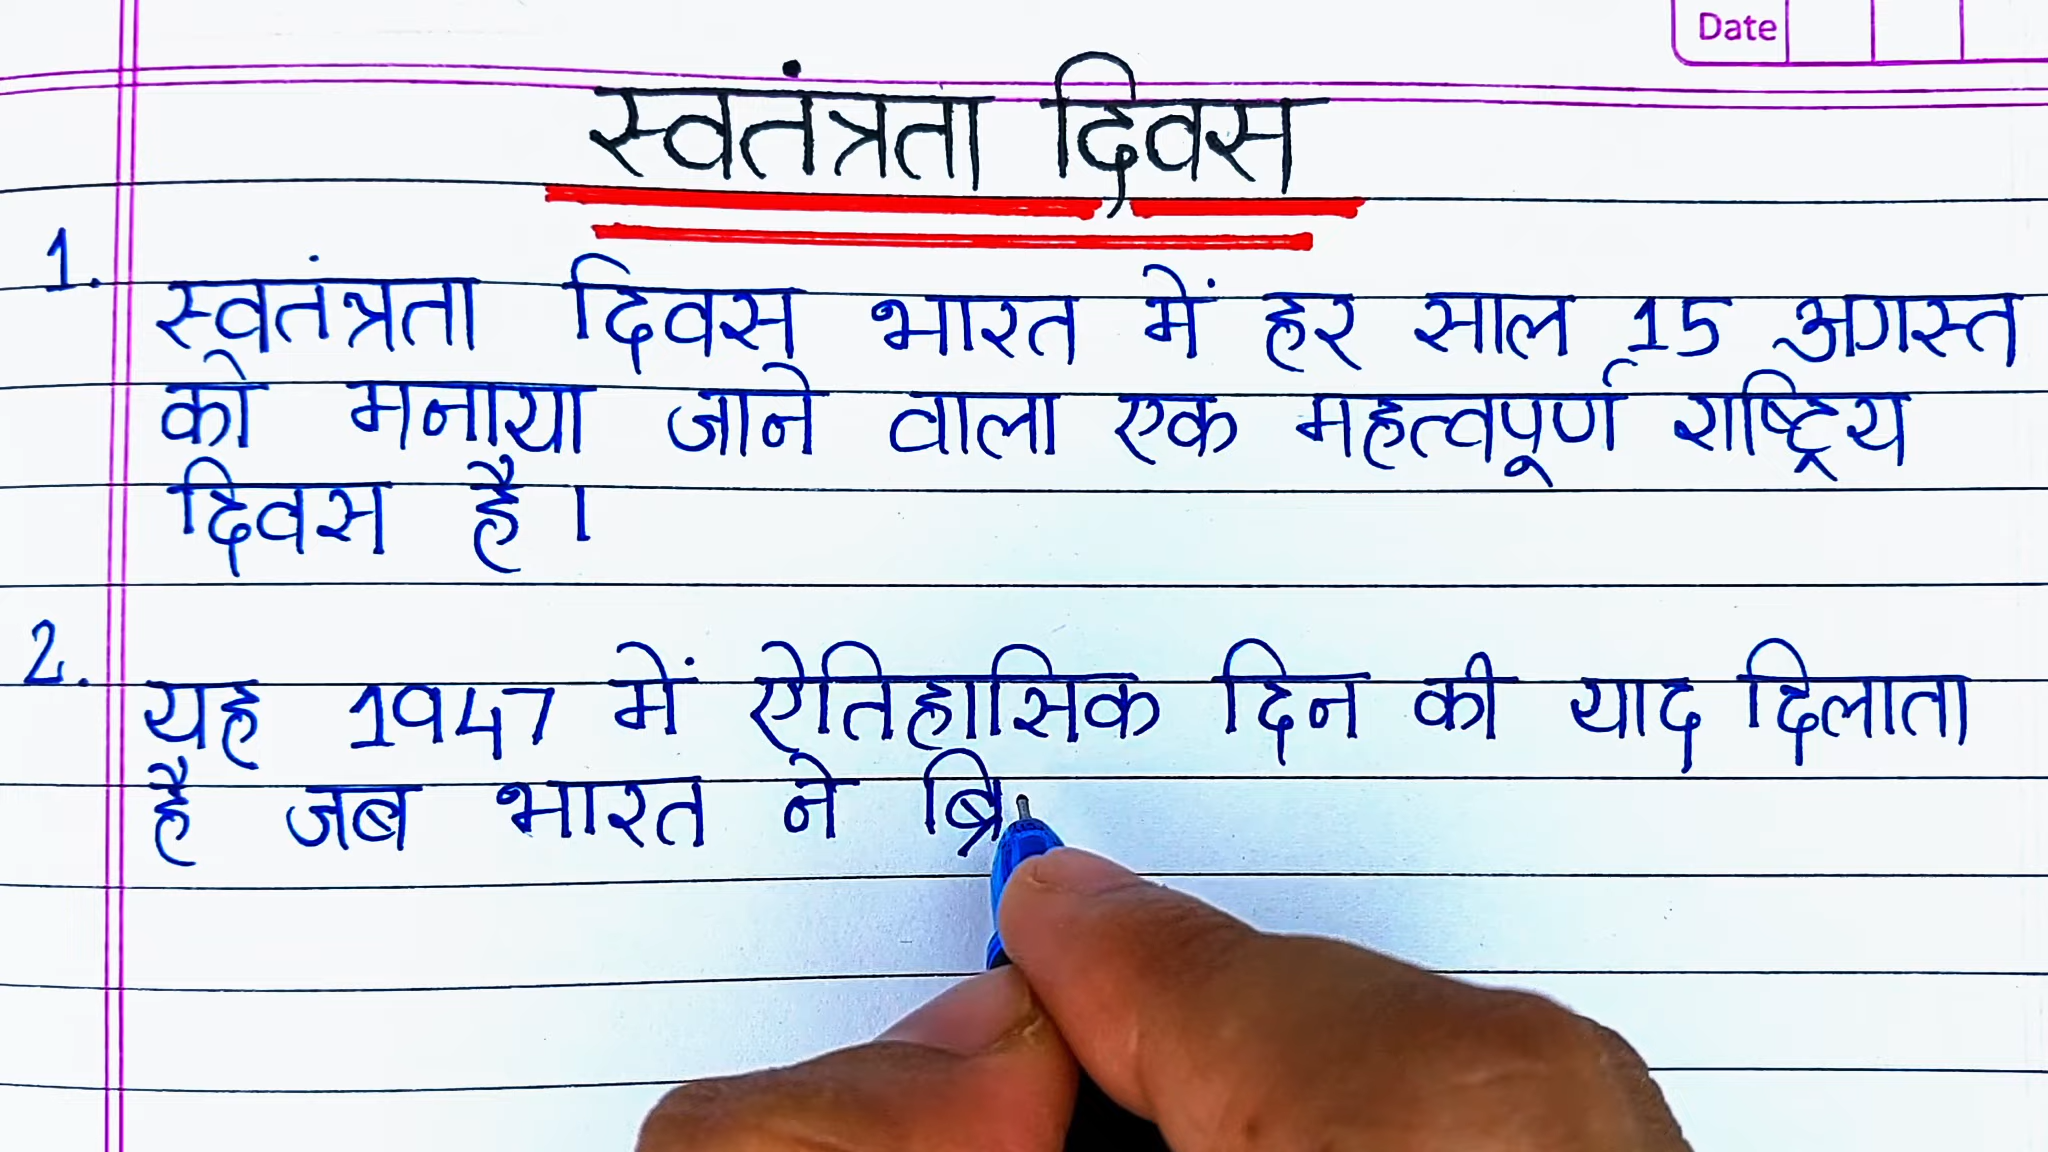 Date
स्वतंत्रता दिवस
1.
स्वतंत्रता दिवस भारत में हर साल 15 अगस्त
को मनाया जाने वाला एक महत्वपूर्ण राष्ट्रिय
दिवस है।
2.
यह 1947 में ऐतिहासिक दिन की याद दिलाता
है जब भारत ने ब्रि